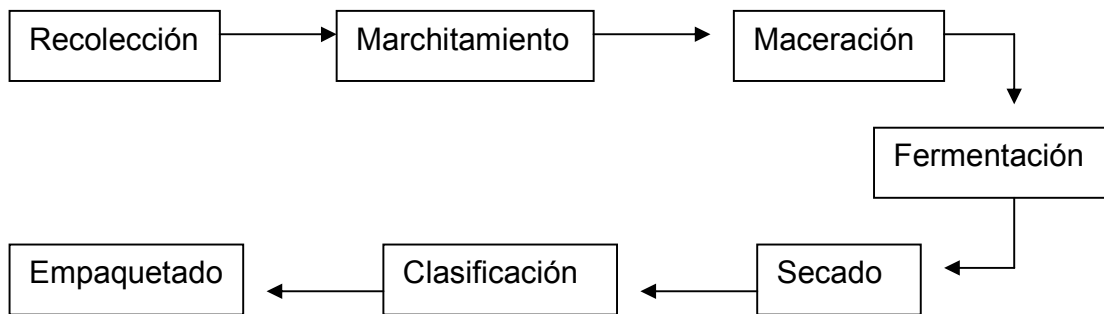 Recolección
Marchitamiento
Maceración
Fermentación
Secado
Clasificación
Empaquetado